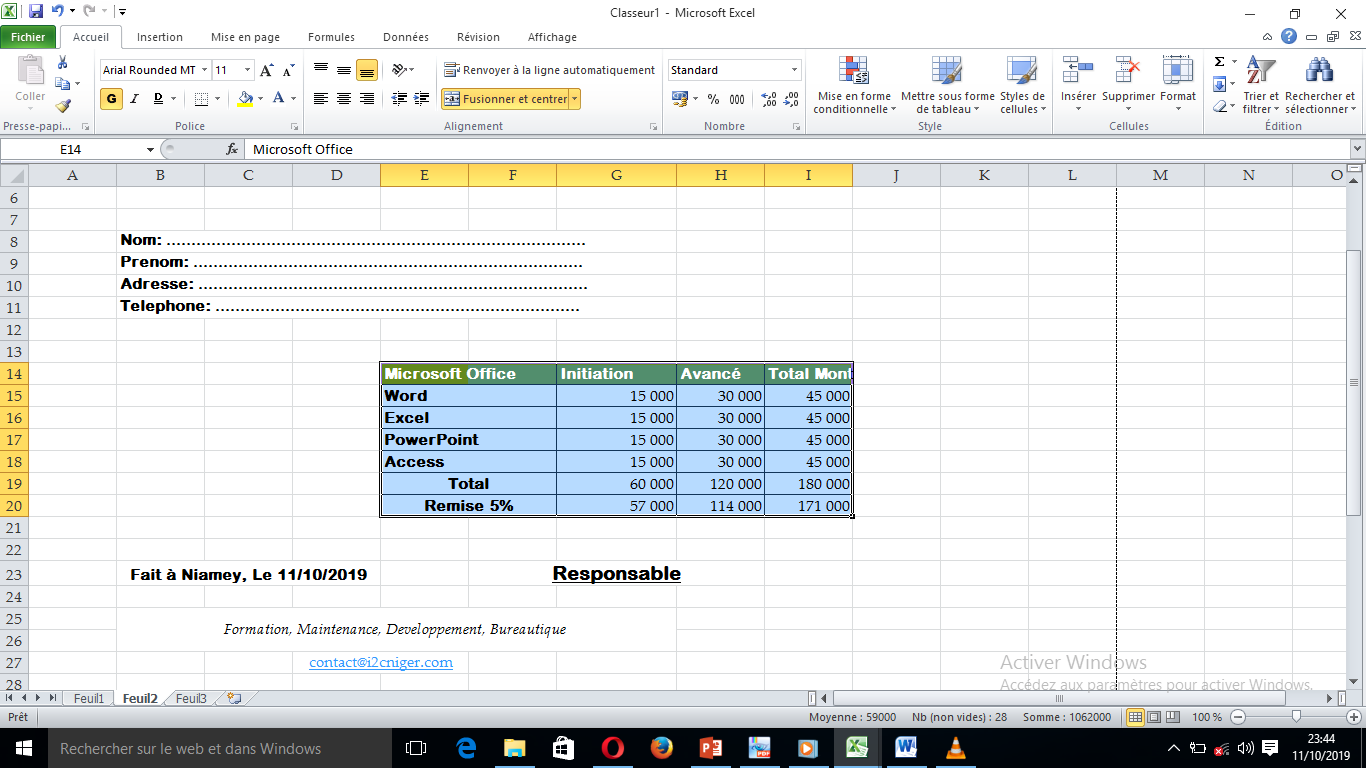 Classeur1 - Microsoft Excel
Fichier Accueil Insertion Mise en page Formules Données Révision Affichage
Coller
Arial Rounded MT 11 A A
Renvoyer à la ligne automatiquement
Standard
G I D A
Fusionner et centrer
% 000
Mise en forme conditionnelle
Mettre sous forme de tableau
Styles de cellules
Insérer Supprimer Format
Σ
Trier et filtrer
Rechercher et sélectionner
Presse-papi... Police Alignement Nombre Style Cellules Édition
E14 fx Microsoft Office
A B C D E F G H I J K L M N O
6
7
8 Nom: ....................................................................................
9 Prenom: ..............................................................................
10 Adresse: ..............................................................................
11 Telephone: .........................................................................
12
13
14 Microsoft Office Initiation Avancé Total Mont
15 Word 15 000 30 000 45 000
16 Excel 15 000 30 000 45 000
17 PowerPoint 15 000 30 000 45 000
18 Access 15 000 30 000 45 000
19 Total 60 000 120 000 180 000
20 Remise 5% 57 000 114 000 171 000
21
22
23 Fait à Niamey, Le 11/10/2019 Responsable
24
25
Formation, Maintenance, Developpement, Bureautique
26
27 contact@i2cniger.com
Activer Windows
28
Accédez aux paramètres pour activer Windows.
Feuil1 Feuil2 Feuil3
Prêt Moyenne : 59000 Nb (non vides) : 28 Somme : 1062000 100 %
Rechercher sur le web et dans Windows
23:44
11/10/2019